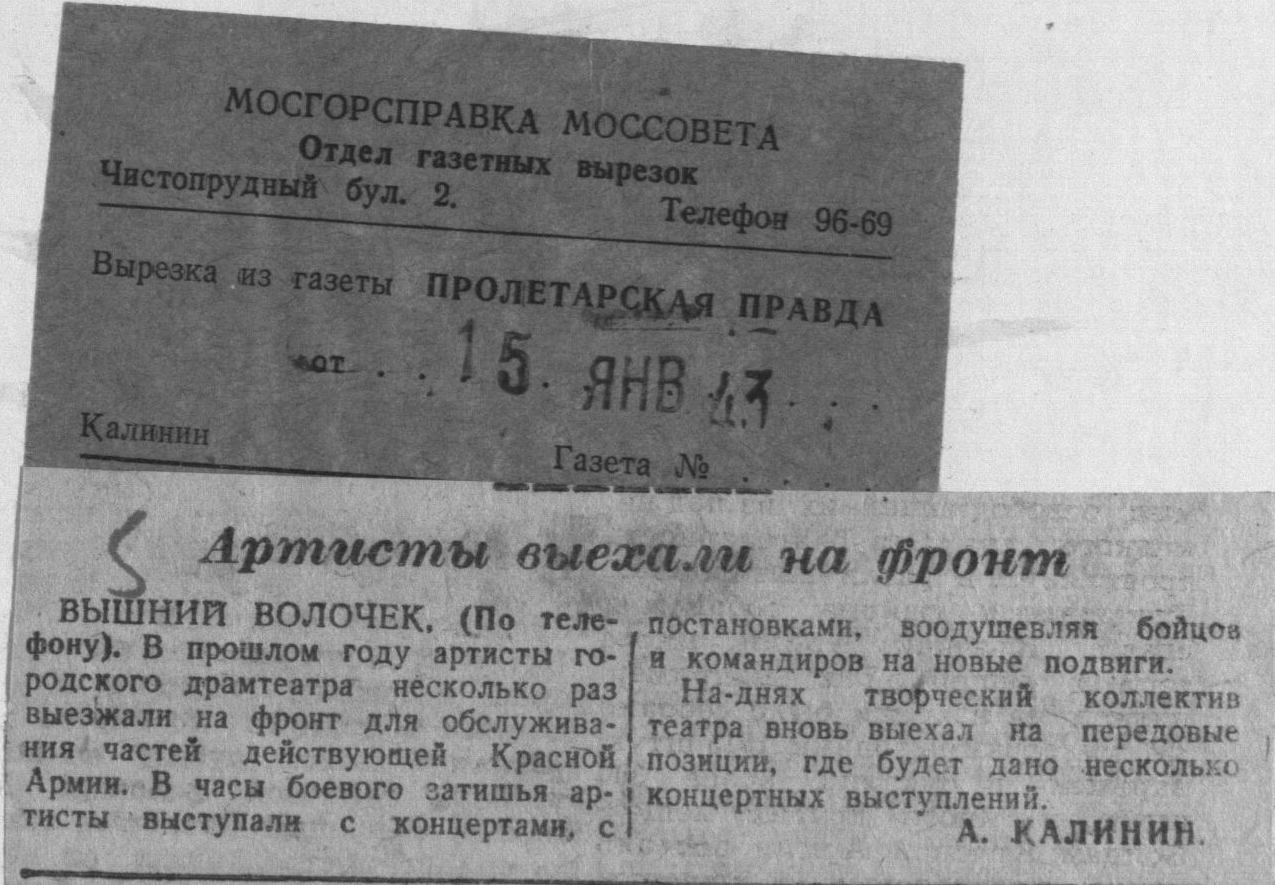 МОСГОРСПРАВКА МОССОВЕТА
Отдел газетных вырезок
Чистопрудный бул. 2. Телефон 96-69
Вырезка из газеты ПРОЛЕТАРСКАЯ ПРАВДА
от . . 15. ЯНВ 43 . . .
Калинин Газета № . . . .
5
Артисты выехали на фронт
ВЫШНИЙ ВОЛОЧЕК. (По теле-
фону). В прошлом году артисты го-
родского драмтеатра несколько раз
выезжали на фронт для обслужива-
ния частей действующей Красной
Армии. В часы боевого затишья ар-
тисты выступали с концертами, с
постановками, воодушевляя бойцов
и командиров на новые подвиги.
На-днях творческий коллектив
театра вновь выехал на передовые
позиции, где будет дано несколько
концертных выступлений.
А. КАЛИНИН.